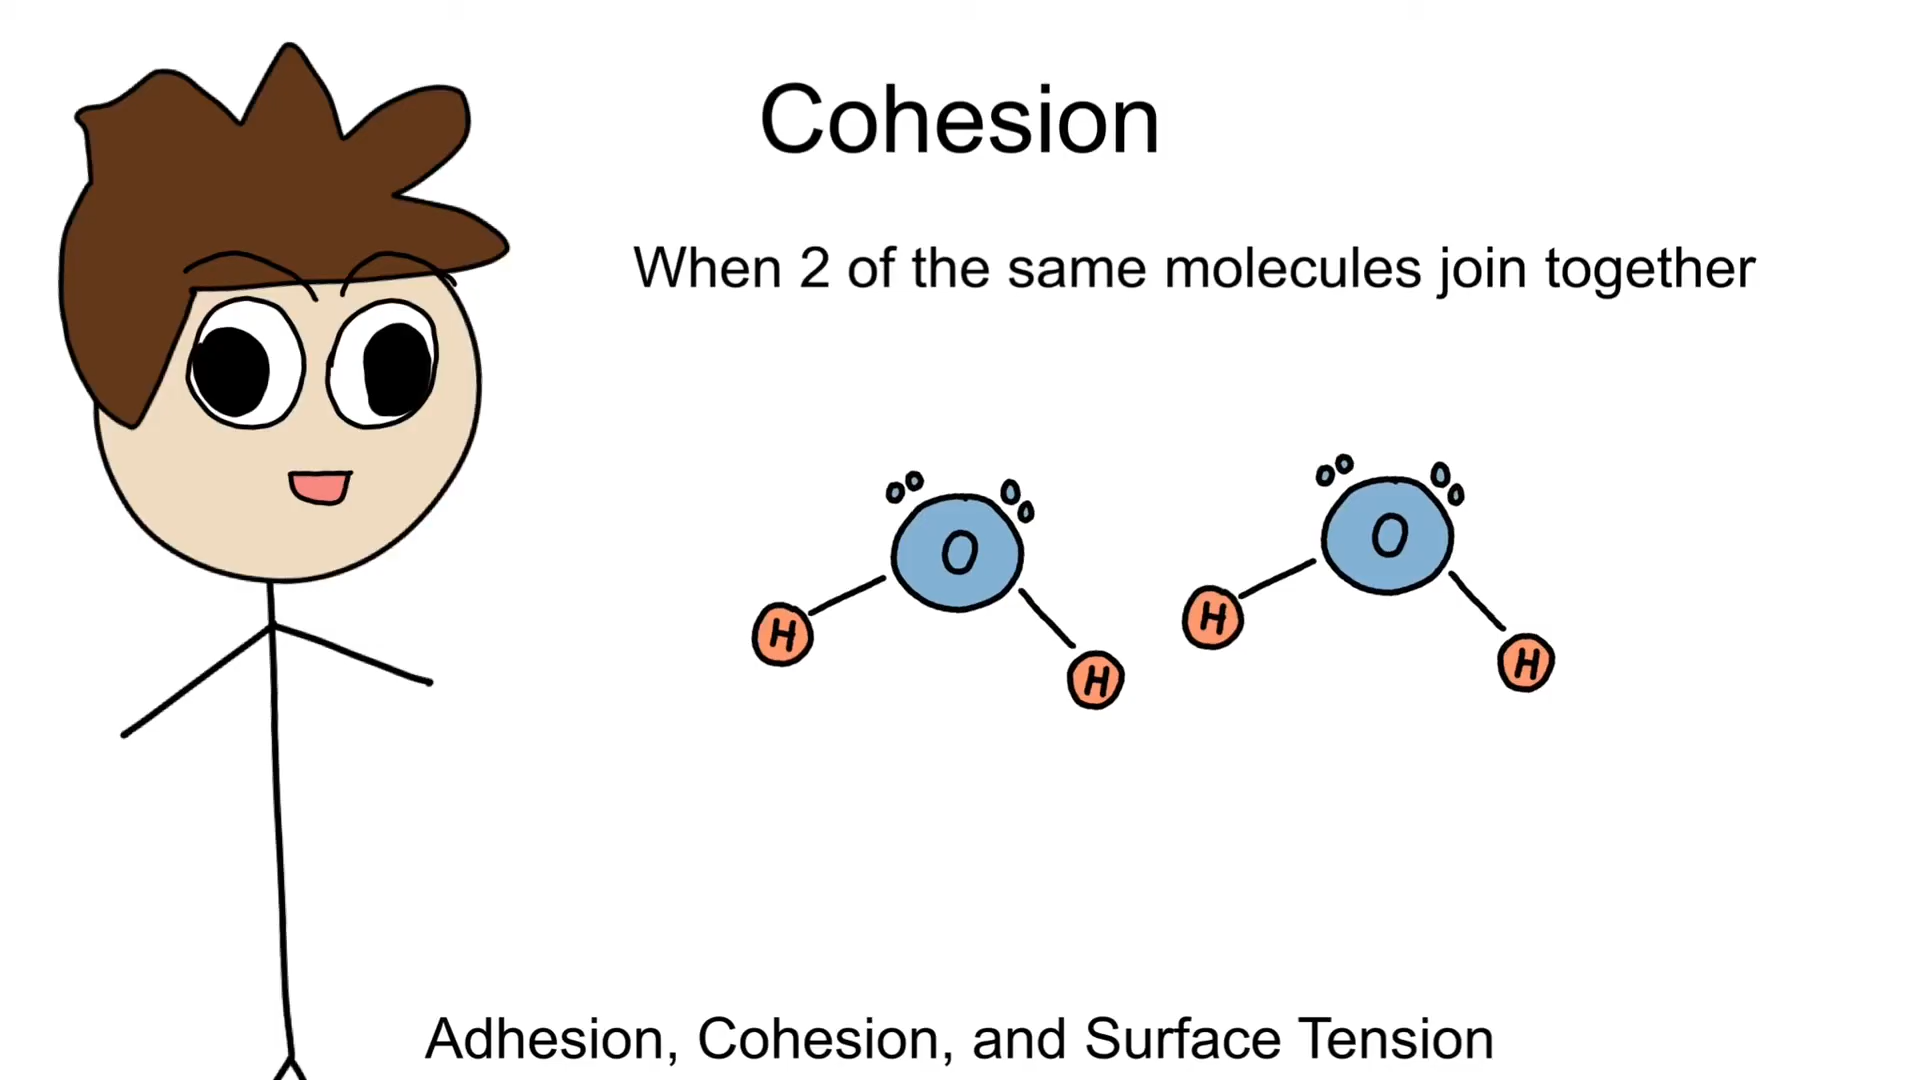 Cohesion
When 2 of the same molecules join together
O
O
H
H
H
H
Adhesion, Cohesion, and Surface Tension